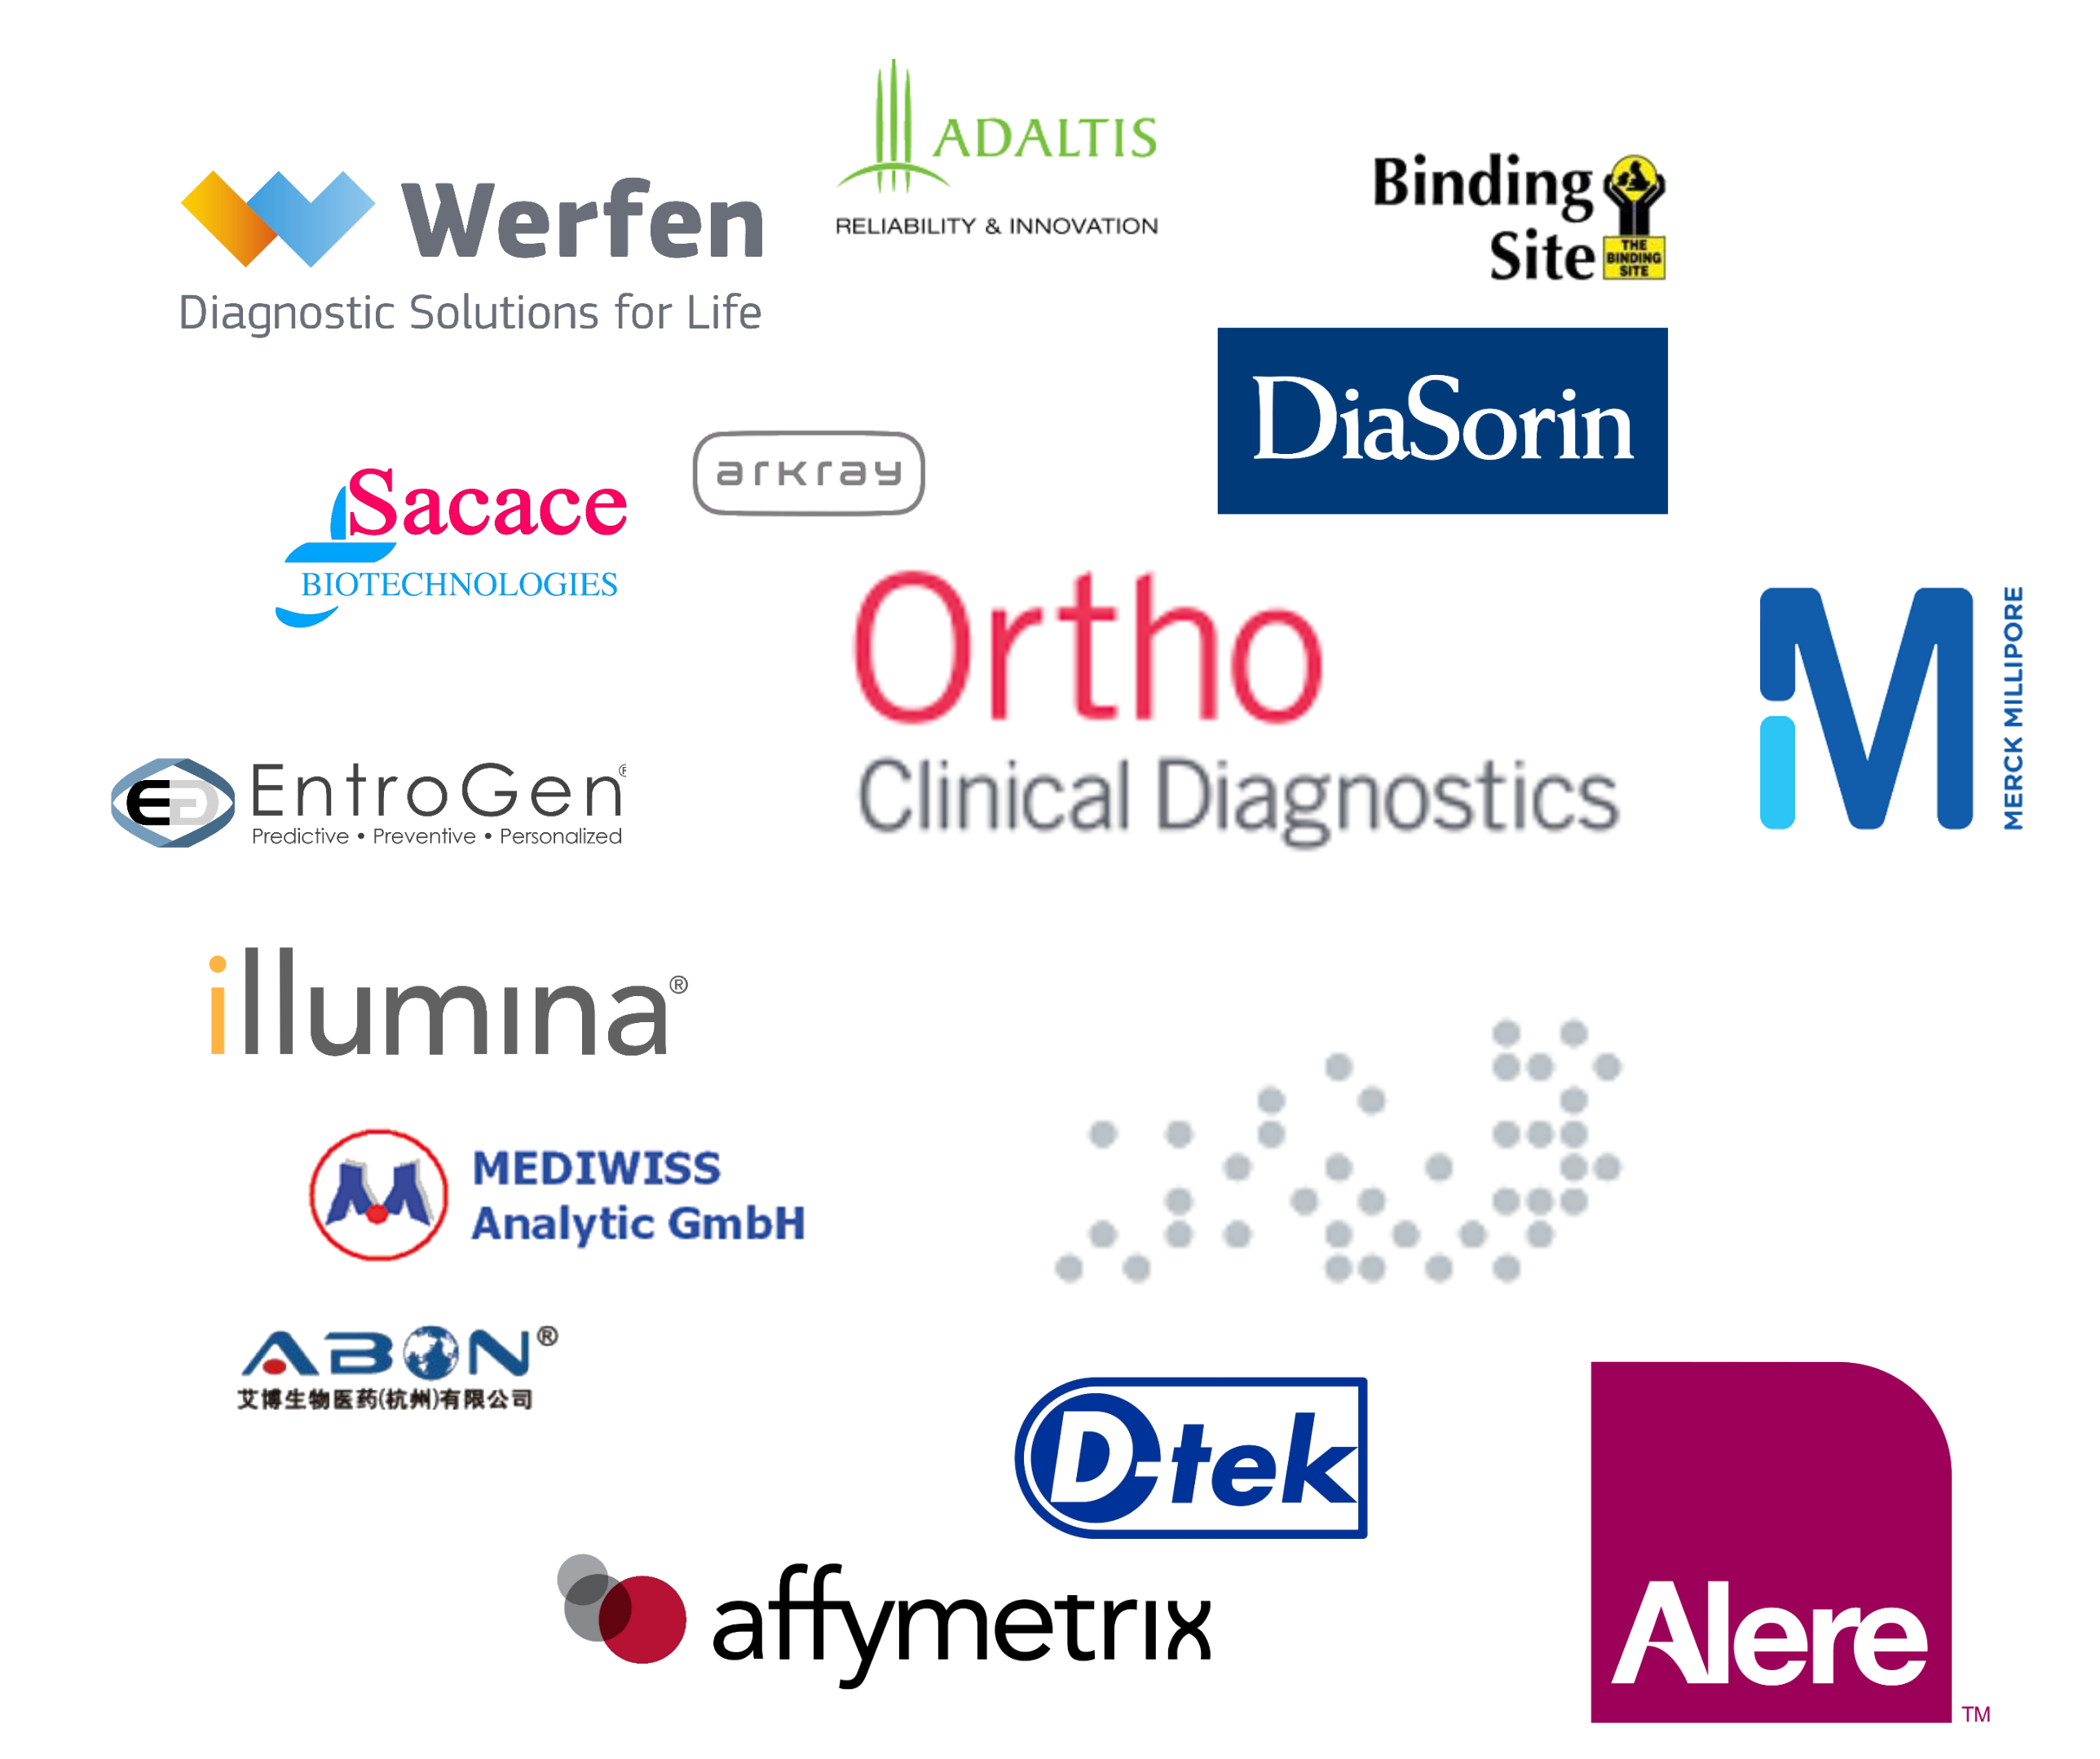 ADALTIS
RELIABILITY & INNOVATION
Binding
Site
THE
BINDING
SITE
Werfen
Diagnostic Solutions for Life
DiaSorin
arkray
Sacace
BIOTECHNOLOGIES
Ortho
Clinical Diagnostics
MERCK MILLIPORE
EG
EntroGen®
Predictive • Preventive • Personalized
illumina®
MEDIWISS
Analytic GmbH
ABON®
艾博生物医药(杭州)有限公司
D-tek
affymetrix
Alere
TM